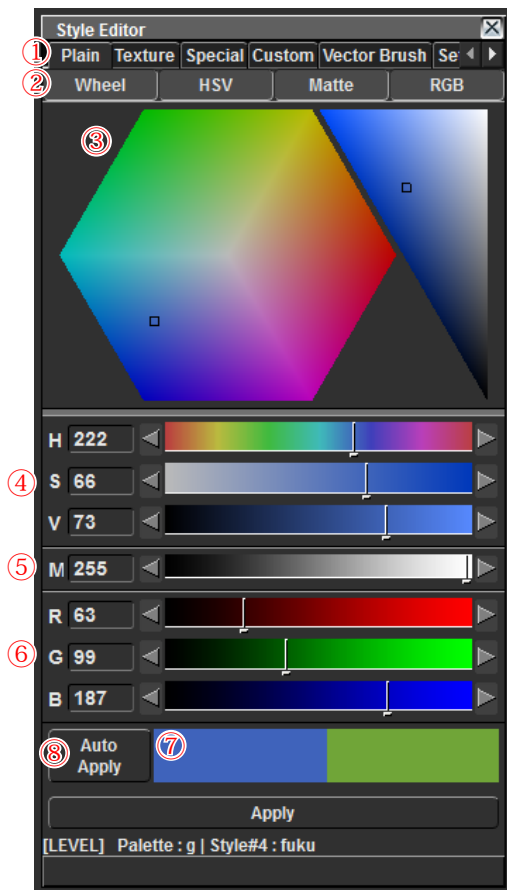 Style Editor
① Plain Texture Special Custom Vector Brush Se
② Wheel HSV Matte RGB
③
H 222
④ S 66
V 73
⑤ M 255
R 63
⑥ G 99
B 187
⑧ Auto Apply ⑦
Apply
[LEVEL] Palette : g | Style#4 : fuku